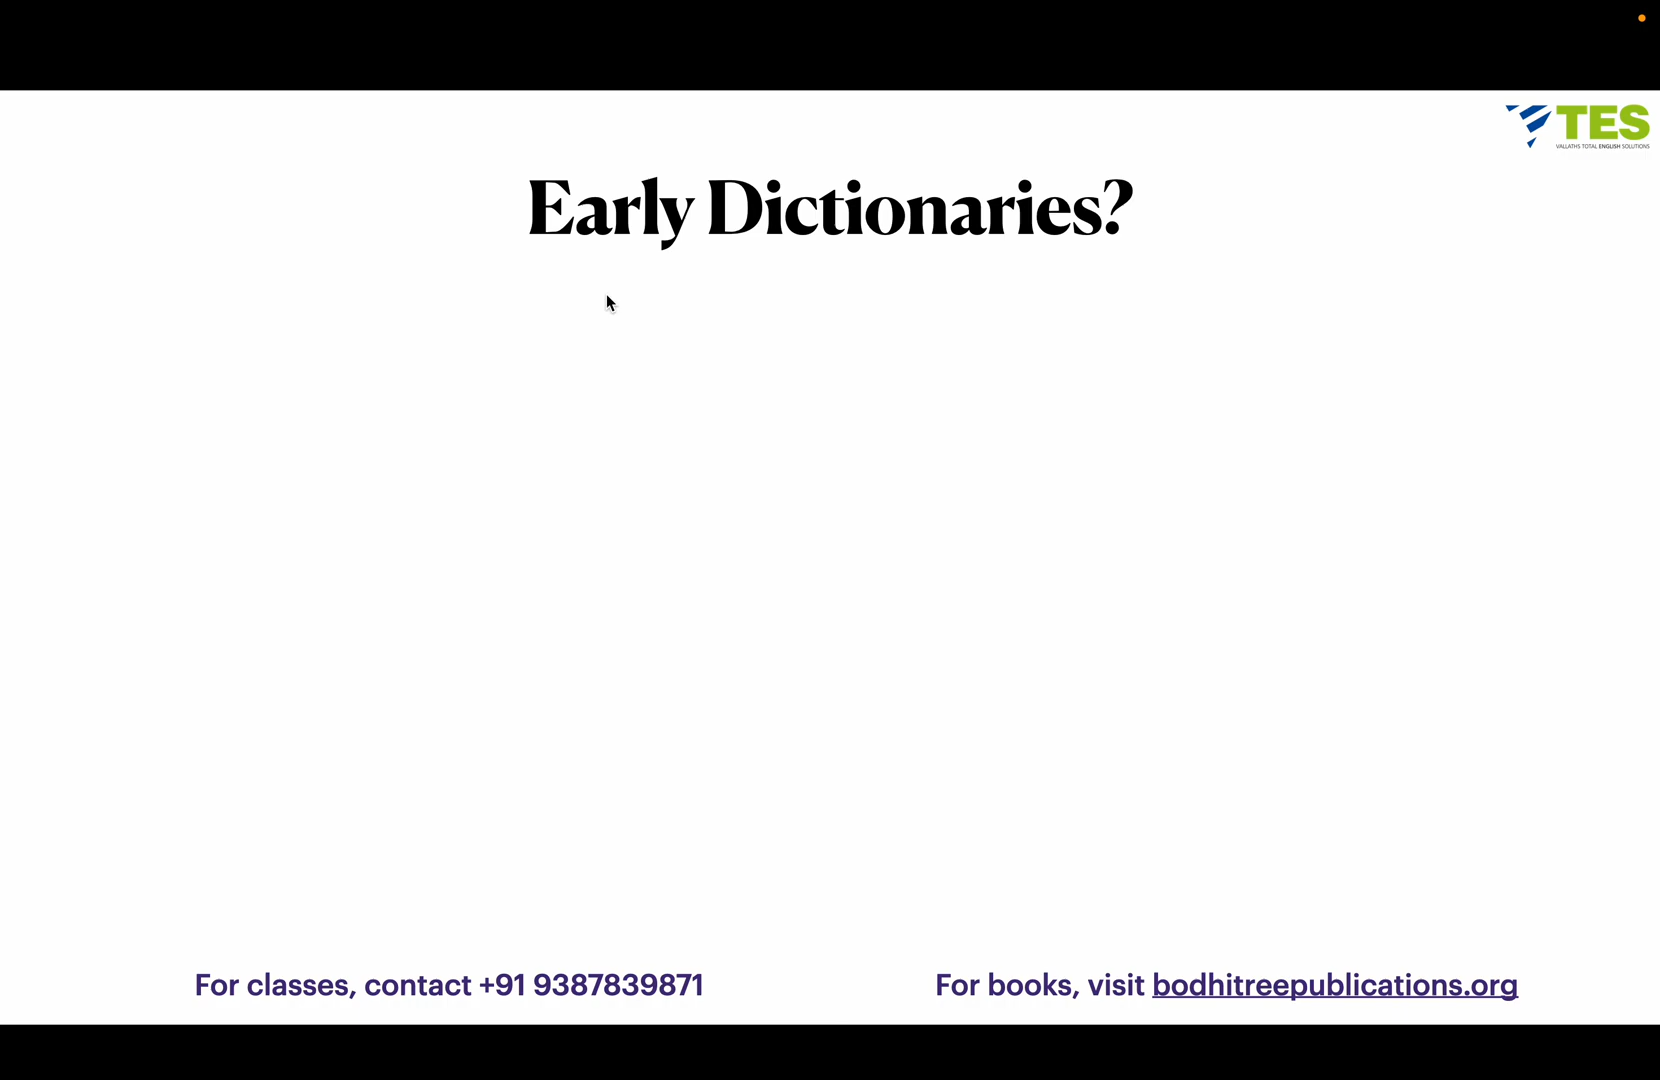 TES
VALLATHS TOTAL ENGLISH SOLUTIONS
Early Dictionaries?
For classes, contact +91 9387839871
For books, visit bodhitreepublications.org